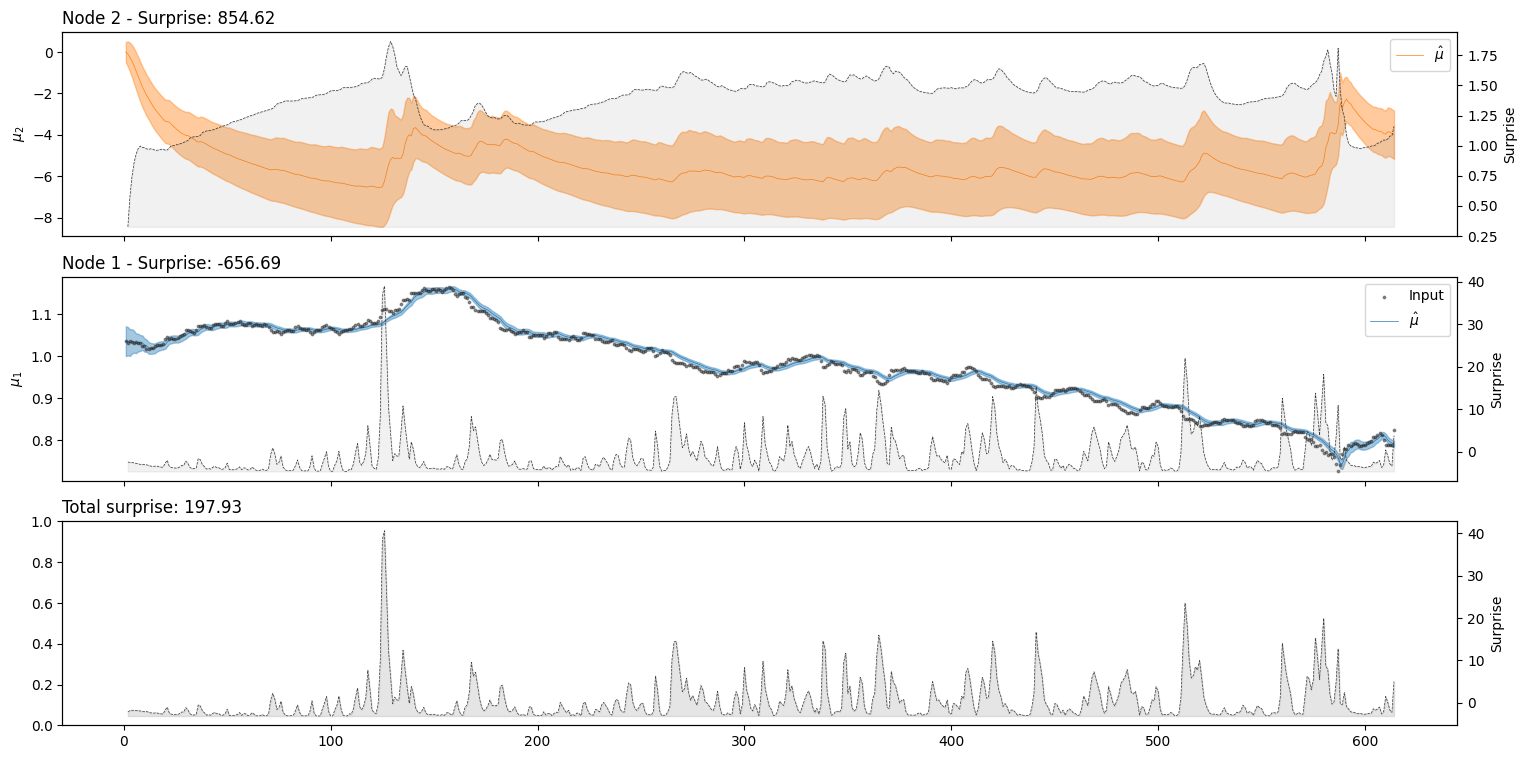 Node 2 - Surprise: 854.62
0
−2
−4
−6
−8
μ2
μ̂
1.75
1.50
1.25
1.00
0.75
0.50
0.25
Surprise
Node 1 - Surprise: -656.69
1.1
1.0
0.9
0.8
μ1
Input
μ̂
40
30
20
10
0
Surprise
Total surprise: 197.93
1.0
0.8
0.6
0.4
0.2
0.0
40
30
20
10
0
Surprise
0 100 200 300 400 500 600